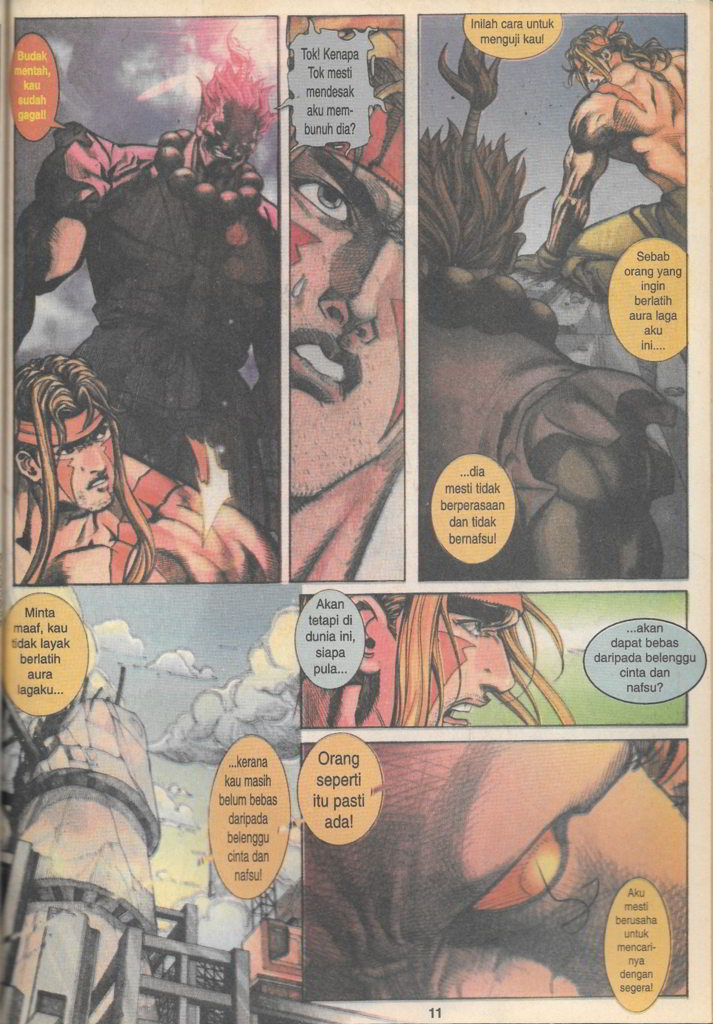 Budak
mentah,
kau
sudah
gagal!
Tok! Kenapa
Tok mesti
mendesak
aku mem-
bunuh dia?
Inilah cara untuk
menguji kau!
Sebab
orang yang
ingin
berlatih
aura laga
aku
ini....
...dia
mesti tidak
berperasaan
dan tidak
bernafsu!
Minta
maaf, kau
tidak layak
berlatih
aura
lagaku...
...kerana
kau masih
belum bebas
daripada
belenggu
cinta dan
nafsu!
Akan
tetapi di
dunia ini,
siapa
pula...
...akan
dapat bebas
daripada belenggu
cinta dan
nafsu?
Orang
seperti
itu pasti
ada!
Aku
mesti
berusaha
untuk
mencari-
nya
dengan
segera!
11